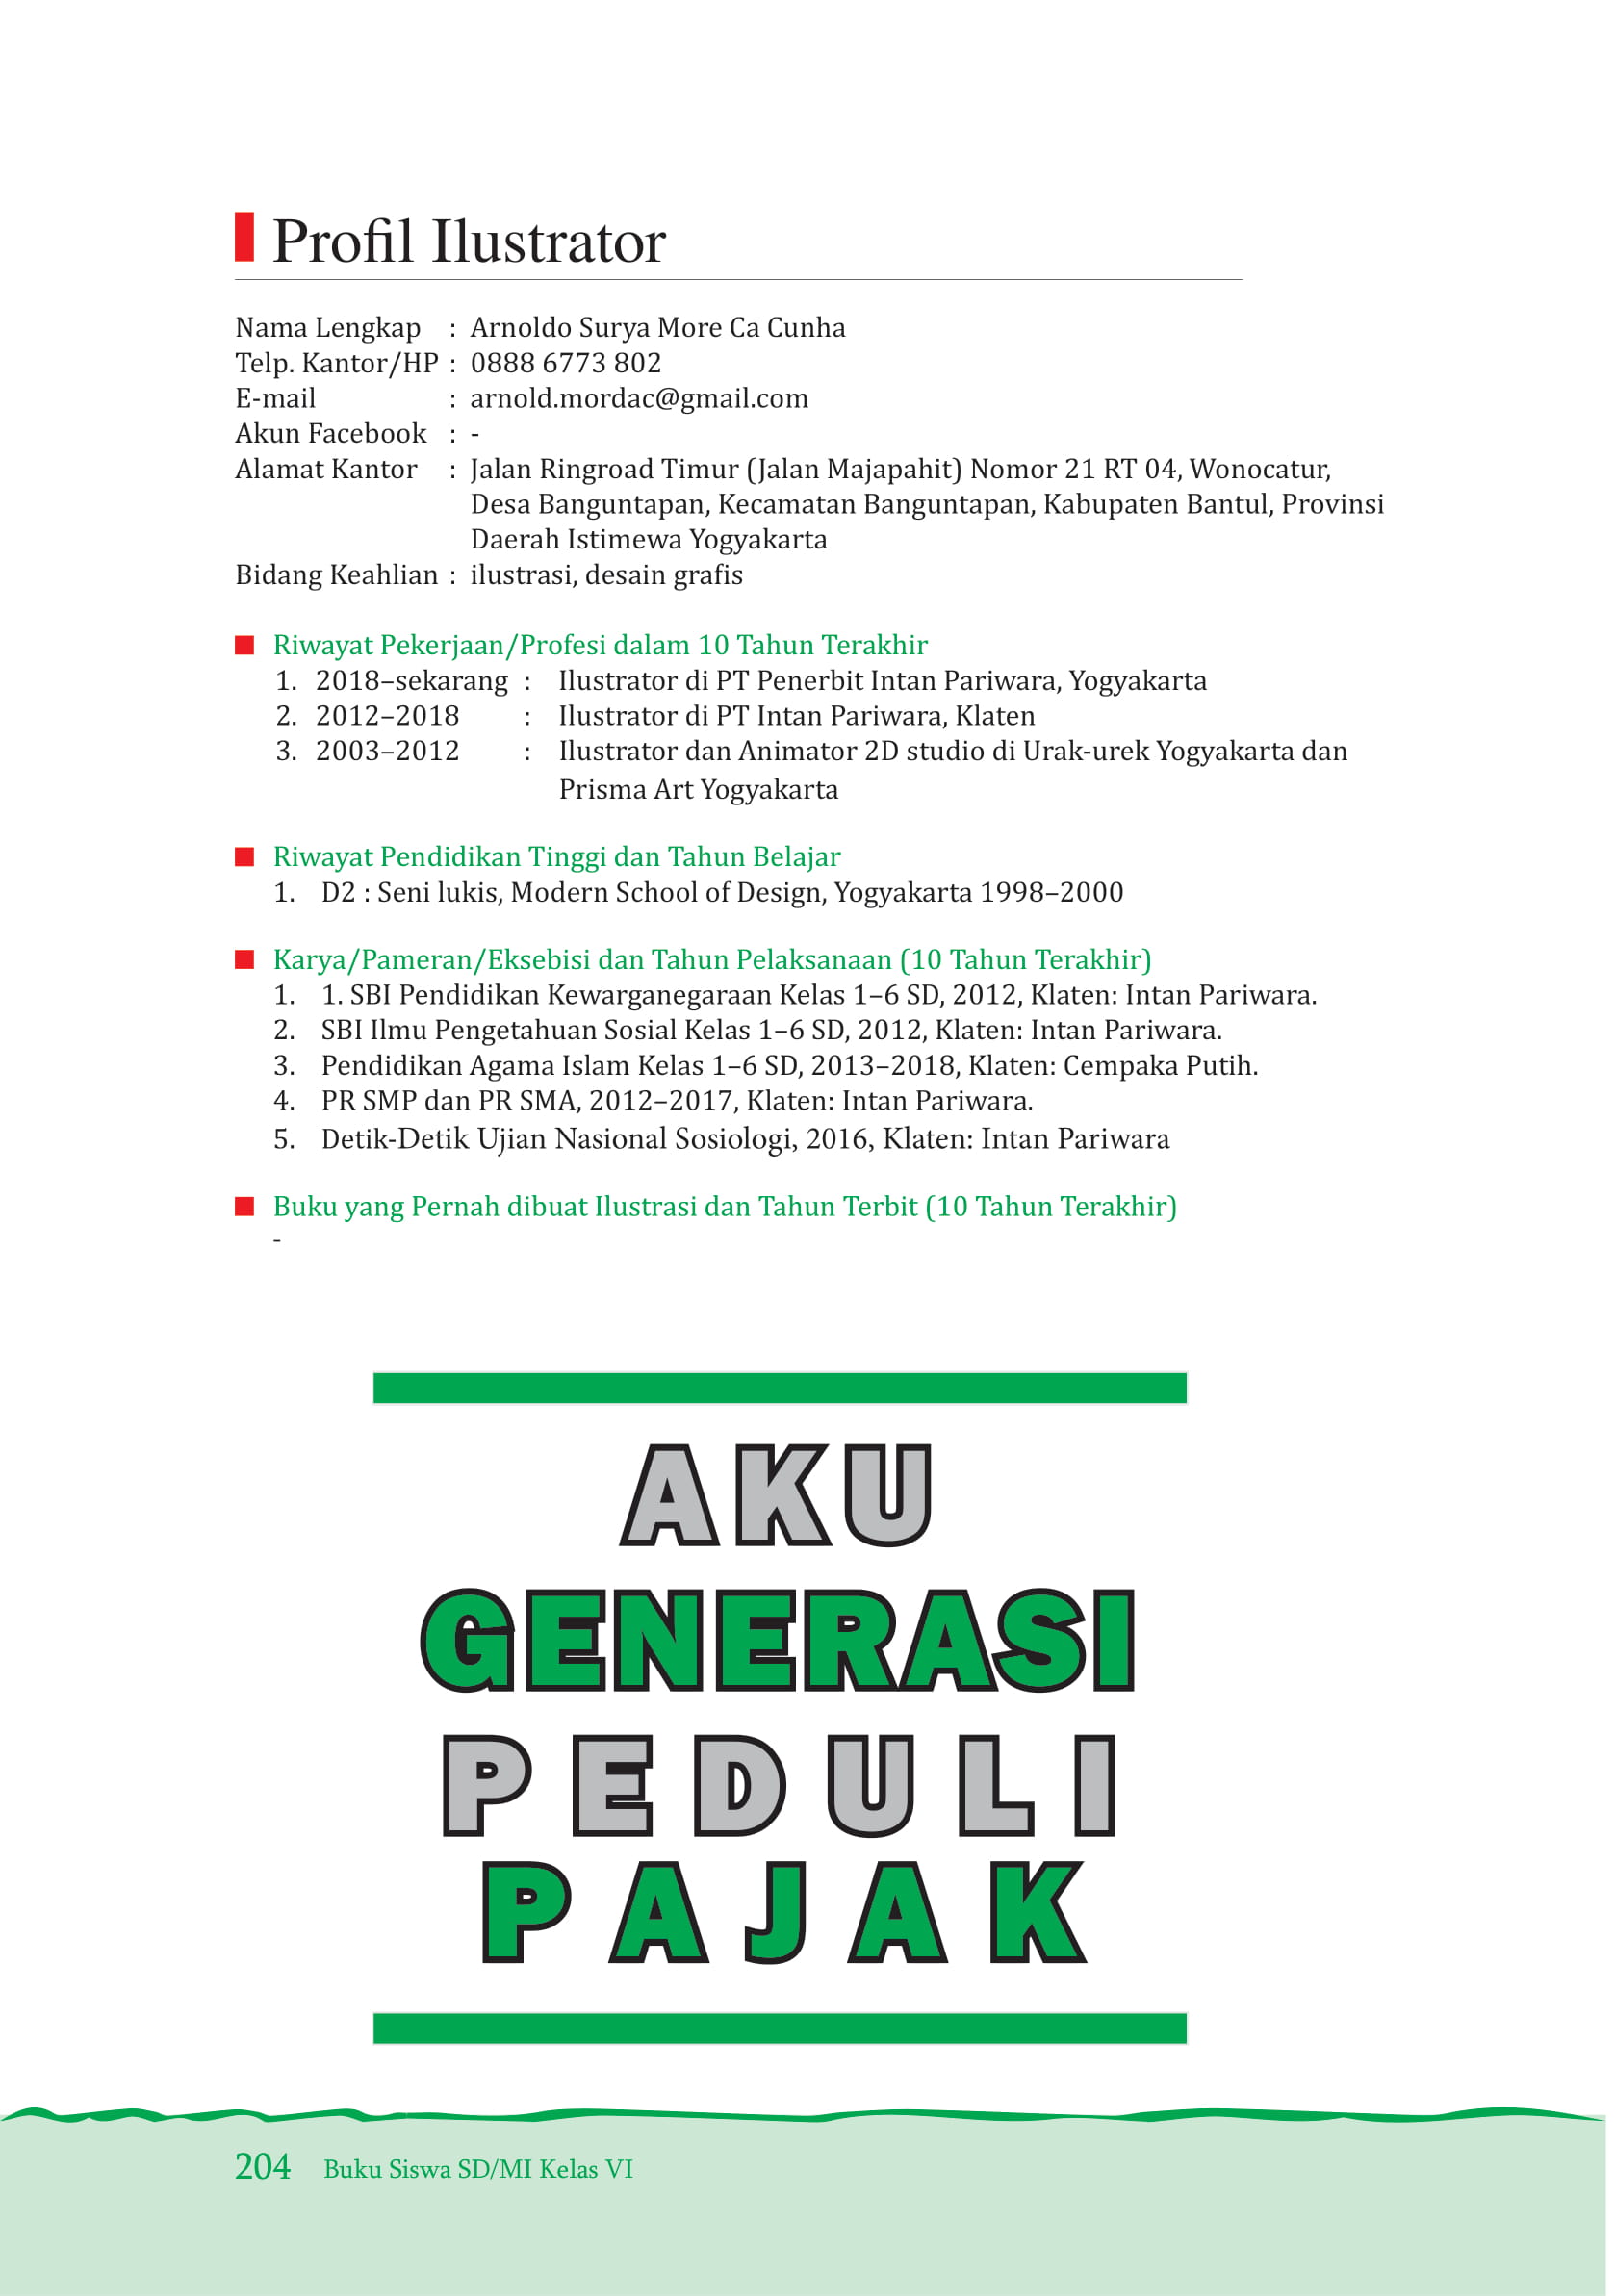 Profil Ilustrator
Nama Lengkap : Arnoldo Surya More Ca Cunha
Telp. Kantor/HP : 0888 6773 802
E-mail : arnold.mordac@gmail.com
Akun Facebook : -
Alamat Kantor : Jalan Ringroad Timur (Jalan Majapahit) Nomor 21 RT 04, Wonocatur,
Desa Banguntapan, Kecamatan Banguntapan, Kabupaten Bantul, Provinsi
Daerah Istimewa Yogyakarta
Bidang Keahlian : ilustrasi, desain grafis
Riwayat Pekerjaan/Profesi dalam 10 Tahun Terakhir
1. 2018–sekarang : Ilustrator di PT Penerbit Intan Pariwara, Yogyakarta
2. 2012–2018 : Ilustrator di PT Intan Pariwara, Klaten
3. 2003–2012 : Ilustrator dan Animator 2D studio di Urak-urek Yogyakarta dan
Prisma Art Yogyakarta
Riwayat Pendidikan Tinggi dan Tahun Belajar
1. D2 : Seni lukis, Modern School of Design, Yogyakarta 1998–2000
Karya/Pameran/Eksebisi dan Tahun Pelaksanaan (10 Tahun Terakhir)
1. 1. SBI Pendidikan Kewarganegaraan Kelas 1–6 SD, 2012, Klaten: Intan Pariwara.
2. SBI Ilmu Pengetahuan Sosial Kelas 1–6 SD, 2012, Klaten: Intan Pariwara.
3. Pendidikan Agama Islam Kelas 1–6 SD, 2013–2018, Klaten: Cempaka Putih.
4. PR SMP dan PR SMA, 2012–2017, Klaten: Intan Pariwara.
5. Detik-Detik Ujian Nasional Sosiologi, 2016, Klaten: Intan Pariwara
Buku yang Pernah dibuat Ilustrasi dan Tahun Terbit (10 Tahun Terakhir)
-
AKU
GENERASI
PEDULI
PAJAK
204 Buku Siswa SD/MI Kelas VI